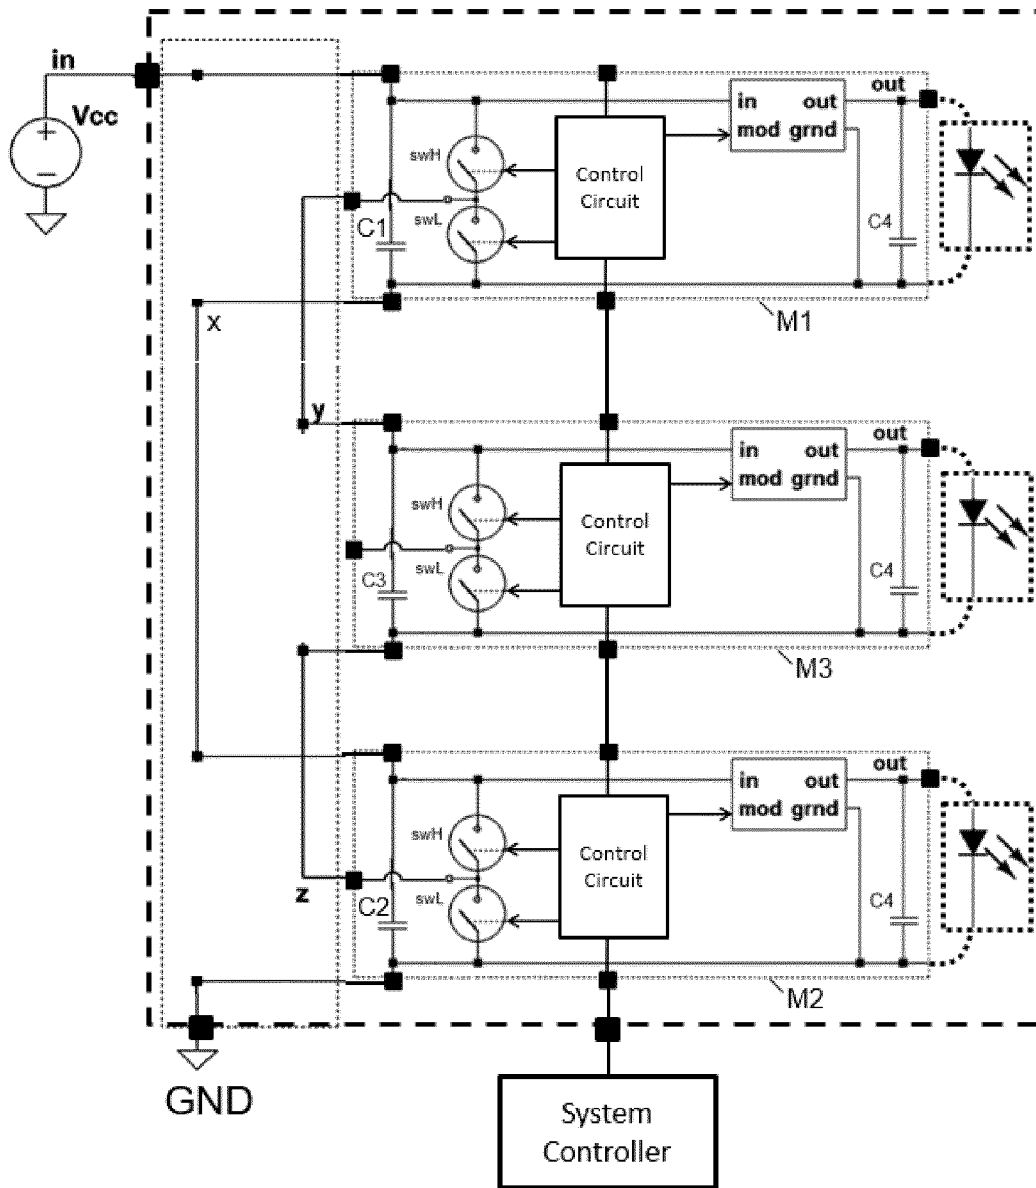 in
Vcc
out
in out
mod grnd
swH
swL
Control
Circuit
C1
C4
x
M1
y
out
in out
mod grnd
swH
swL
Control
Circuit
C3
C4
M3
out
in out
mod grnd
swH
swL
Control
Circuit
z
C2
C4
M2
GND
System
Controller